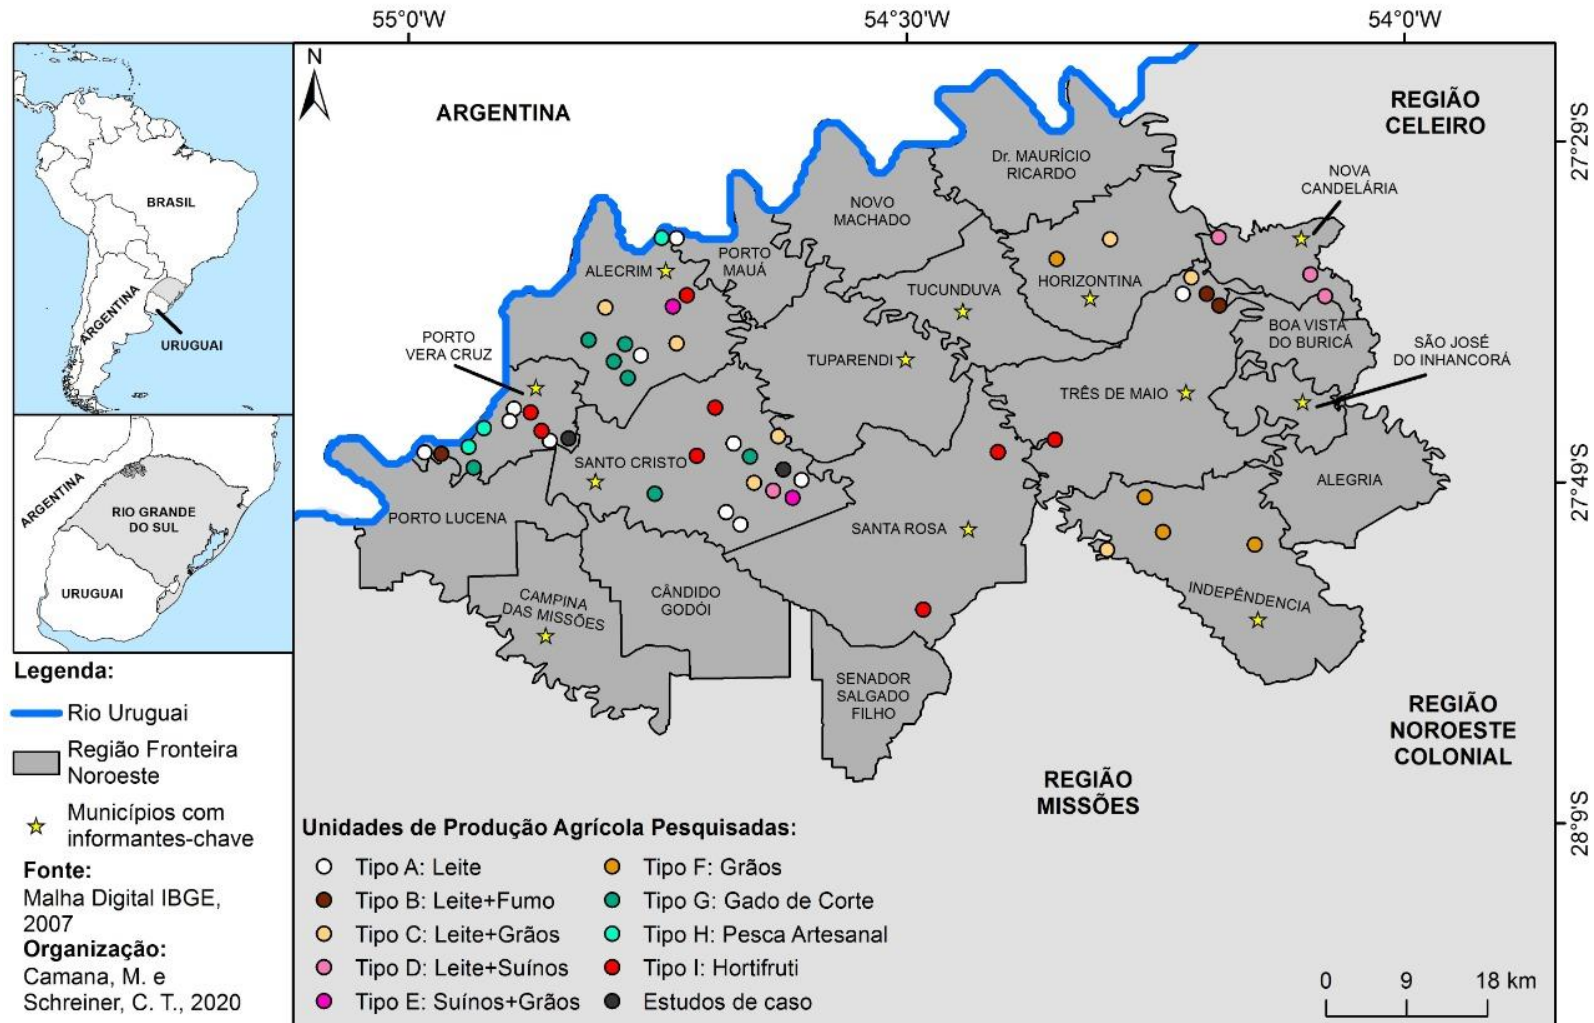 55°0'W
54°30'W
54°0'W
N
ARGENTINA
REGIÃO
CELEIRO
27°29'S
Dr. MAURÍCIO
RICARDO
NOVA
CANDELÁRIA
NOVO
MACHADO
BRASIL
PORTO
MAUÁ
ALECRIM
HORIZONTINA
TUCUNDUVA
ARGENTINA
URUGUAI
PORTO
VERA CRUZ
BOA VISTA
DO BURICÁ
SÃO JOSÉ
DO INHANCORÁ
TUPARENDI
TRÊS DE MAIO
SANTO CRISTO
27°49'S
ALEGRIA
ARGENTINA
RIO GRANDE
DO SUL
PORTO LUCENA
SANTA ROSA
URUGUAI
CAMPINA
DAS MISSÕES
CÂNDIDO
GODÓI
INDEPÊNDENCIA
SENADOR
SALGADO
FILHO
REGIÃO
NOROESTE
COLONIAL
REGIÃO
MISSÕES
28°9'S
Legenda:
Rio Uruguai
Região Fronteira
Noroeste
Municípios com
informantes-chave
Fonte:
Malha Digital IBGE,
2007
Organização:
Camana, M. e
Schreiner, C. T., 2020
Unidades de Produção Agrícola Pesquisadas:
Tipo A: Leite
Tipo B: Leite+Fumo
Tipo C: Leite+Grãos
Tipo D: Leite+Suínos
Tipo E: Suínos+Grãos
Tipo F: Grãos
Tipo G: Gado de Corte
Tipo H: Pesca Artesanal
Tipo I: Hortifruti
Estudos de caso
0 9 18 km